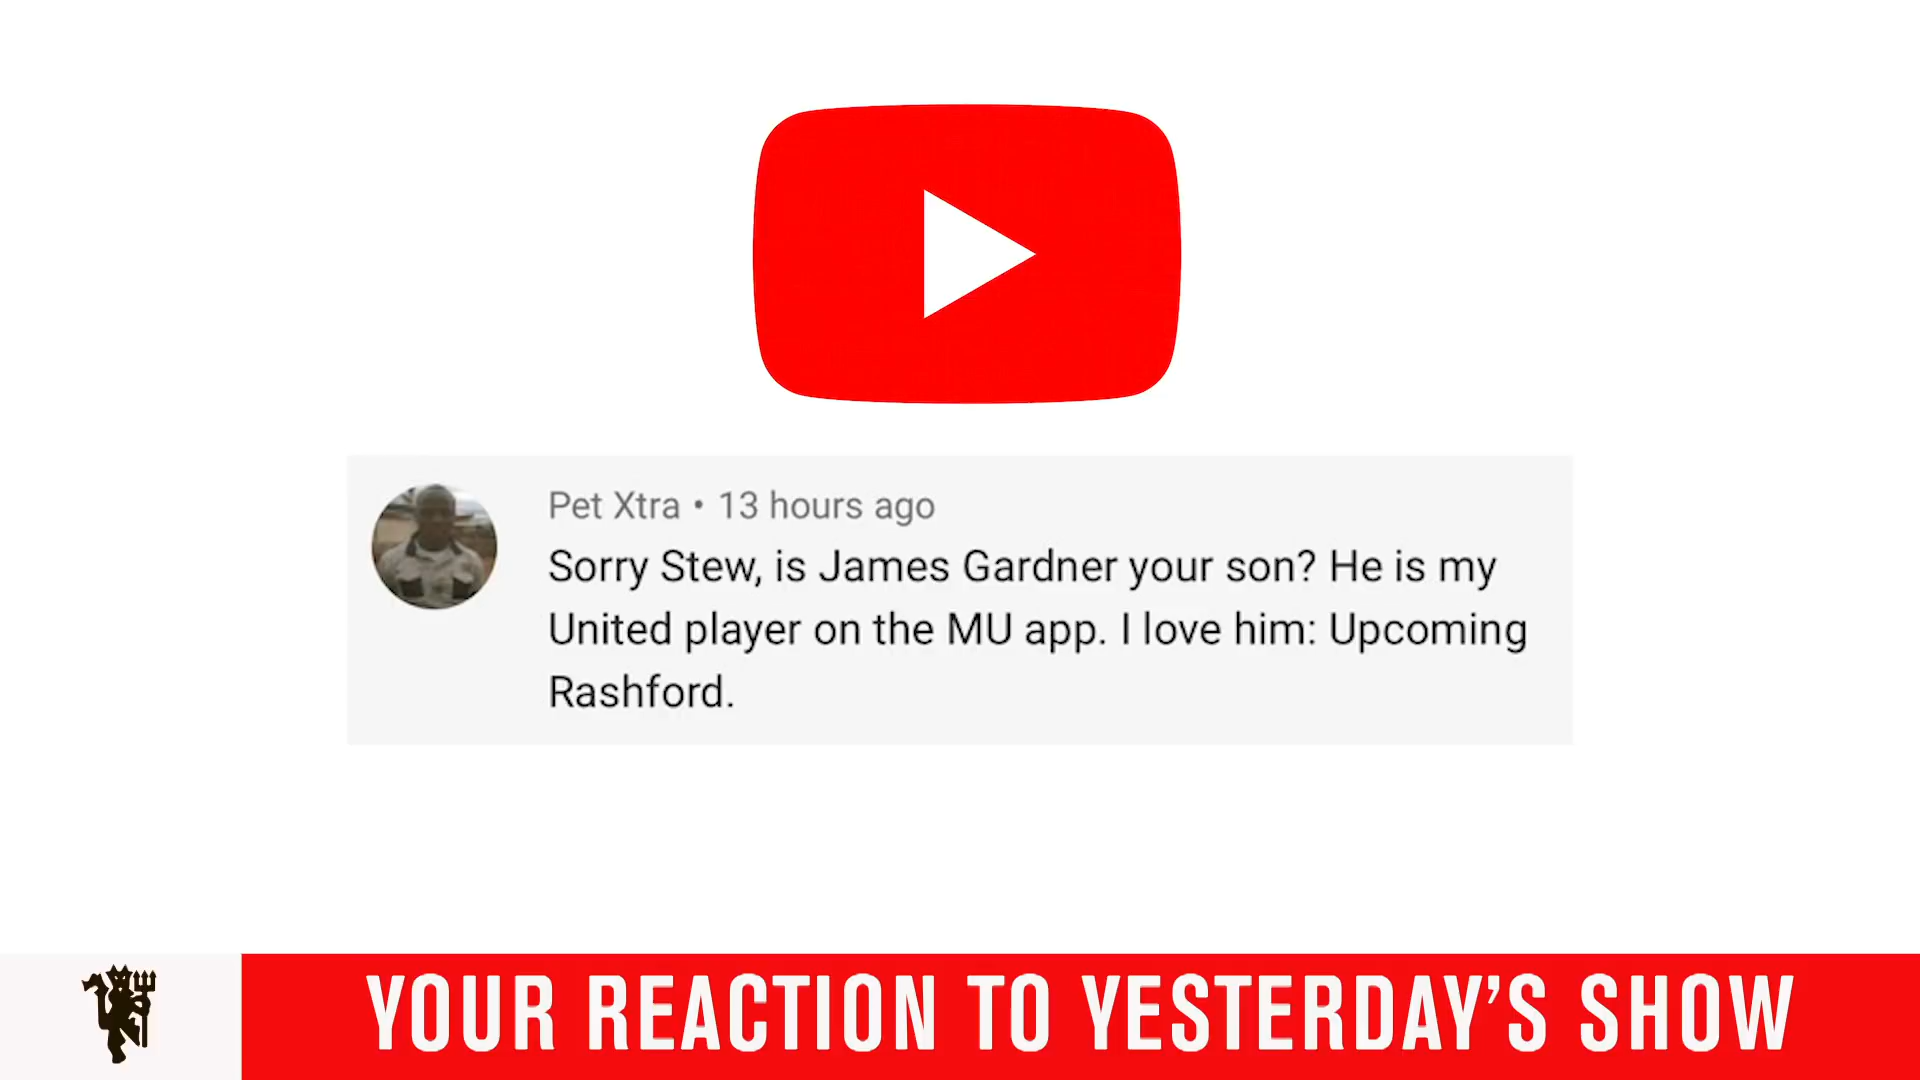 Pet Xtra • 13 hours ago
Sorry Stew, is James Gardner your son? He is my
United player on the MU app. I love him: Upcoming
Rashford.
YOUR REACTION TO YESTERDAY'S SHOW